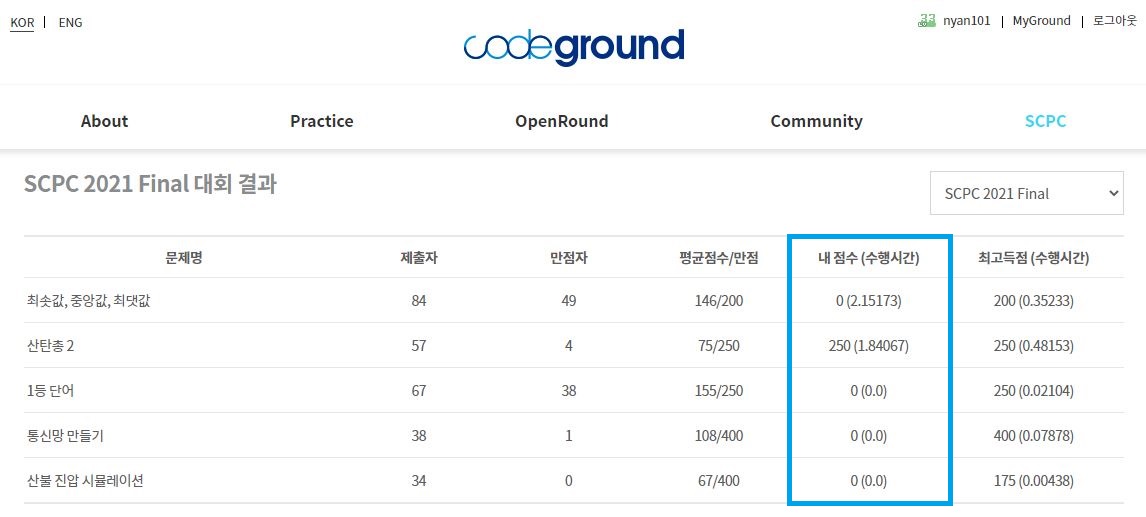 KOR | ENG
nyan101 | MyGround | 로그아웃
codeground
About Practice OpenRound Community SCPC
SCPC 2021 Final 대회 결과
SCPC 2021 Final
문제명 제출자 만점자 평균점수/만점 내 점수 (수행시간) 최고득점 (수행시간)
최솟값, 중앙값, 최댓값 84 49 146/200 0 (2.15173) 200 (0.35233)
산탄총 2 57 4 75/250 250 (1.84067) 250 (0.48153)
1등 단어 67 38 155/250 0 (0.0) 250 (0.02104)
통신망 만들기 38 1 108/400 0 (0.0) 400 (0.07878)
산불 진압 시뮬레이션 34 0 67/400 0 (0.0) 175 (0.00438)